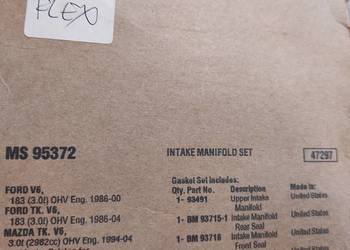 FLEX
MS 95372 INTAKE MANIFOLD SET 47297
FORD V6,
183 (3.0ℓ) OHV Eng. 1986-00
FORD TK. V6,
183 (3.0ℓ) OHV Eng. 1986-04
MAZDA TK. V6,
3.0ℓ (2982cc) OHV Eng. 1994-04
Gasket Set includes:
Qty. Part No. Description Made in:
1 - 93491 Upper Intake United States
Manifold
1 - BM 93715-1 Intake Manifold United States
Rear Seal
1 - BM 93716 Intake Manifold United States
Front Seal